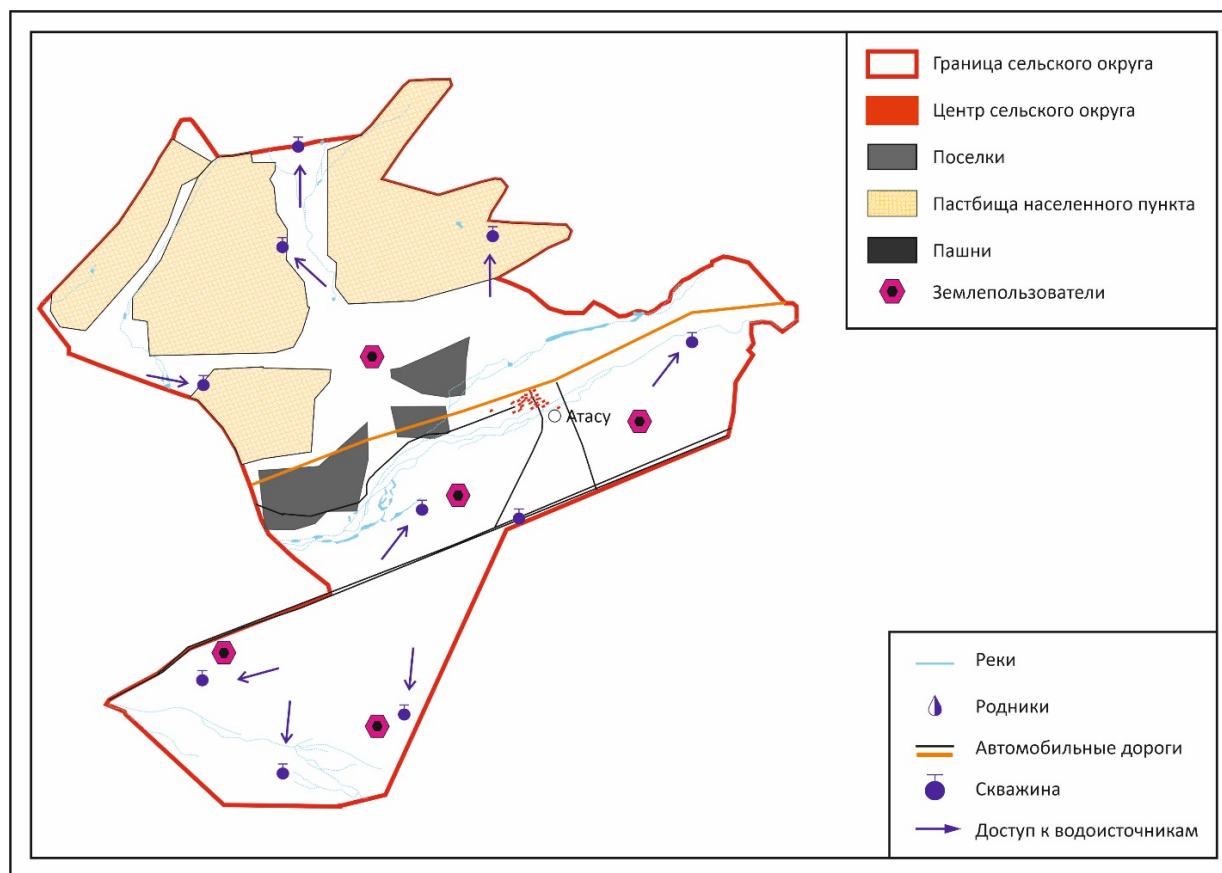 Граница сельского округа
Центр сельского округа
Поселки
Пастбища населенного пункта
Пашни
Землепользователи
Атасу
Реки
Родники
Автомобильные дороги
Скважина
Доступ к водоисточникам